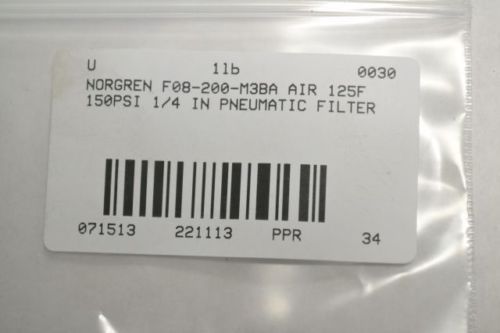 U 1lb 0030
NORGREN F08-200-M3BA AIR 125F
150PSI 1/4 IN PNEUMATIC FILTER
071513 221113 PPR 34